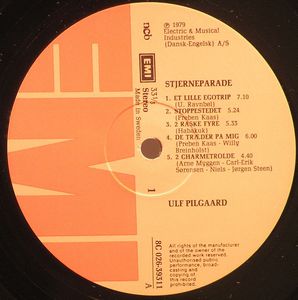 ncb
℗ 1979
Electric & Musical
Industries
(Dansk-Engelsk) A/S
EMI
33⅓
Stereo
Made in Sweden
1
STJERNEPARADE
1. ET LILLE EGOTRIP 7.10
(U. Ravnbøl)
2. STOPPESTEDET 5.24
(Preben Kaas)
3. 2 RASKE FYRE 5.33
(Habakuk)
4. DE TRÆDER PÅ MIG 5.00
(Preben Kaas - Willy
Breinholst)
5. 2 CHARMETROLDE 4.40
(Arne Myggen - Carl-Erik
Sørensen - Niels - Jørgen Steen)
ULF PILGAARD
8C 026-39311
A
All rights of the manufacturer
and of the owner of the
recorded work reserved.
Unauthorised public
performance, broad-
casting and copying
of this record
prohibited.